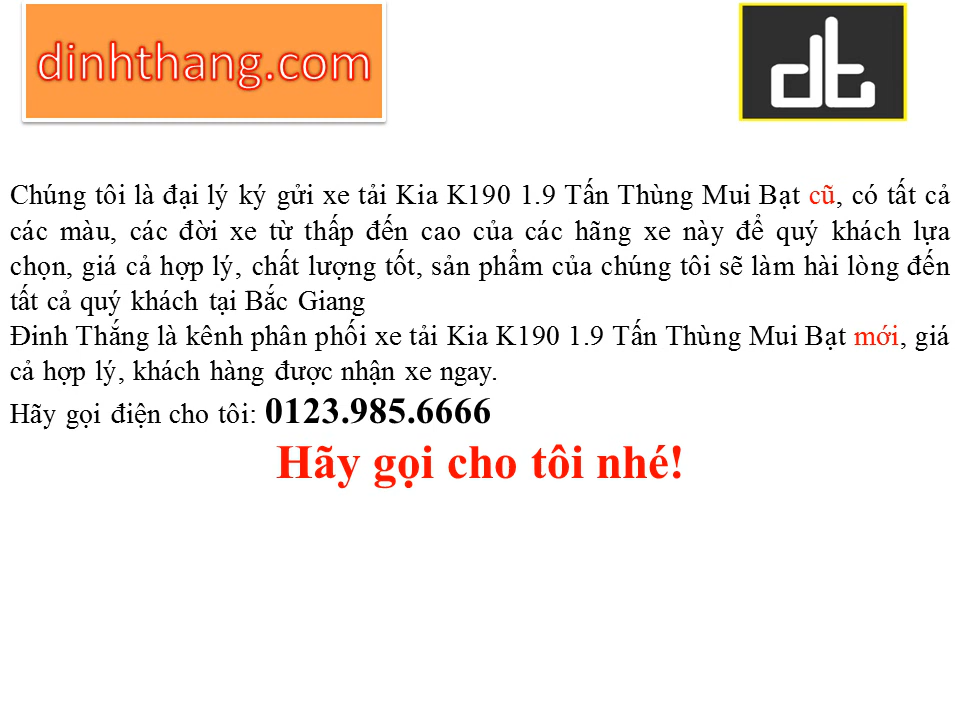 dinhthang.com
dt
Chúng tôi là đại lý ký gửi xe tải Kia K190 1.9 Tấn Thùng Mui Bạt cũ, có tất cả
các màu, các đời xe từ thấp đến cao của các hãng xe này để quý khách lựa
chọn, giá cả hợp lý, chất lượng tốt, sản phẩm của chúng tôi sẽ làm hài lòng đến
tất cả quý khách tại Bắc Giang
Đinh Thắng là kênh phân phối xe tải Kia K190 1.9 Tấn Thùng Mui Bạt mới, giá
cả hợp lý, khách hàng được nhận xe ngay.
Hãy gọi điện cho tôi: 0123.985.6666
Hãy gọi cho tôi nhé!